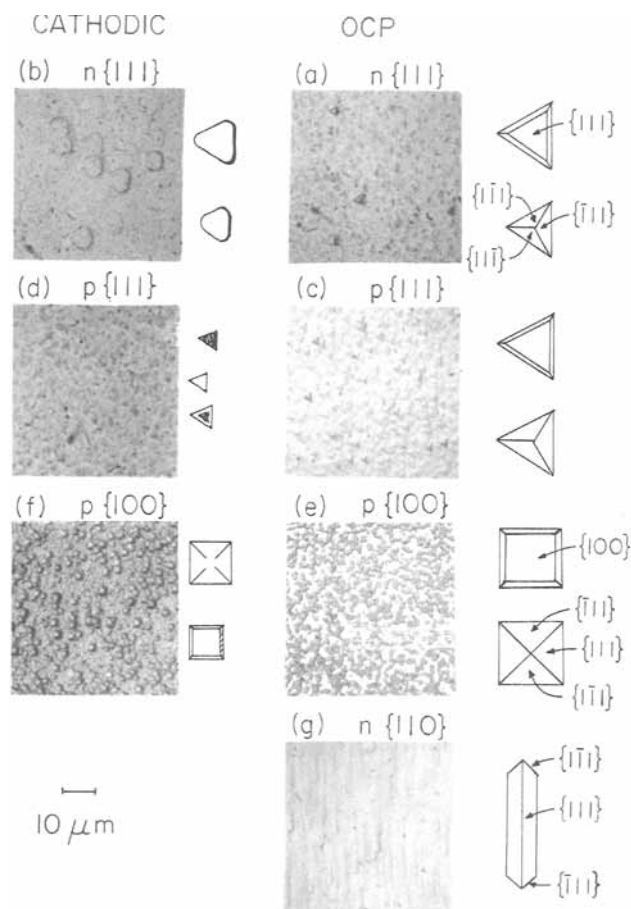 CATHODIC
OCP
(b) n {111}
(a) n {111}
{111}
{11̄1}
{1̄11}
{111̄}
(d) p {111}
(c) p {111}
(f) p {100}
(e) p {100}
{100}
{1̄11}
{111}
{11̄1}
(g) n {110}
{11̄1}
{111}
{1̄11}
10 μm